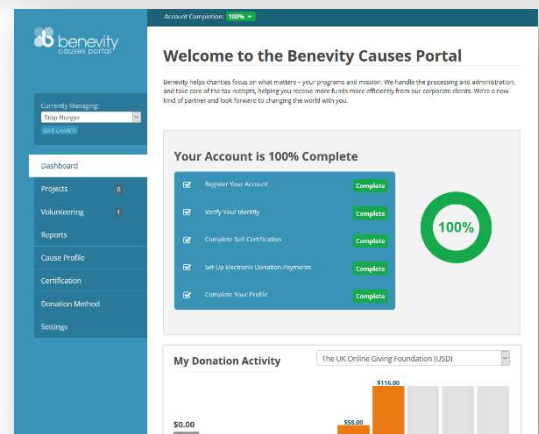 Account Completion: 100%
benevity
causes portal
Welcome to the Benevity Causes Portal
Benevity helps charities focus on what matters – your programs and mission. We handle the processing and administration,
and take care of the tax receipts, helping you receive more funds more efficiently from our corporate clients. We're a new
kind of partner and look forward to changing the world with you.
Currently Managing:
Stop Hunger
EDIT CHARITY
Dashboard
Projects 0
Volunteering 1
Reports
Cause Profile
Certification
Donation Method
Settings
Your Account is 100% Complete
Register Your Account Complete
Verify Your Identity Complete
Complete Self Certification Complete
Set Up Electronic Donation Payments Complete
Complete Your Profile Complete
100%
My Donation Activity
The UK Online Giving Foundation (USD)
$116.00
$58.00
$0.00